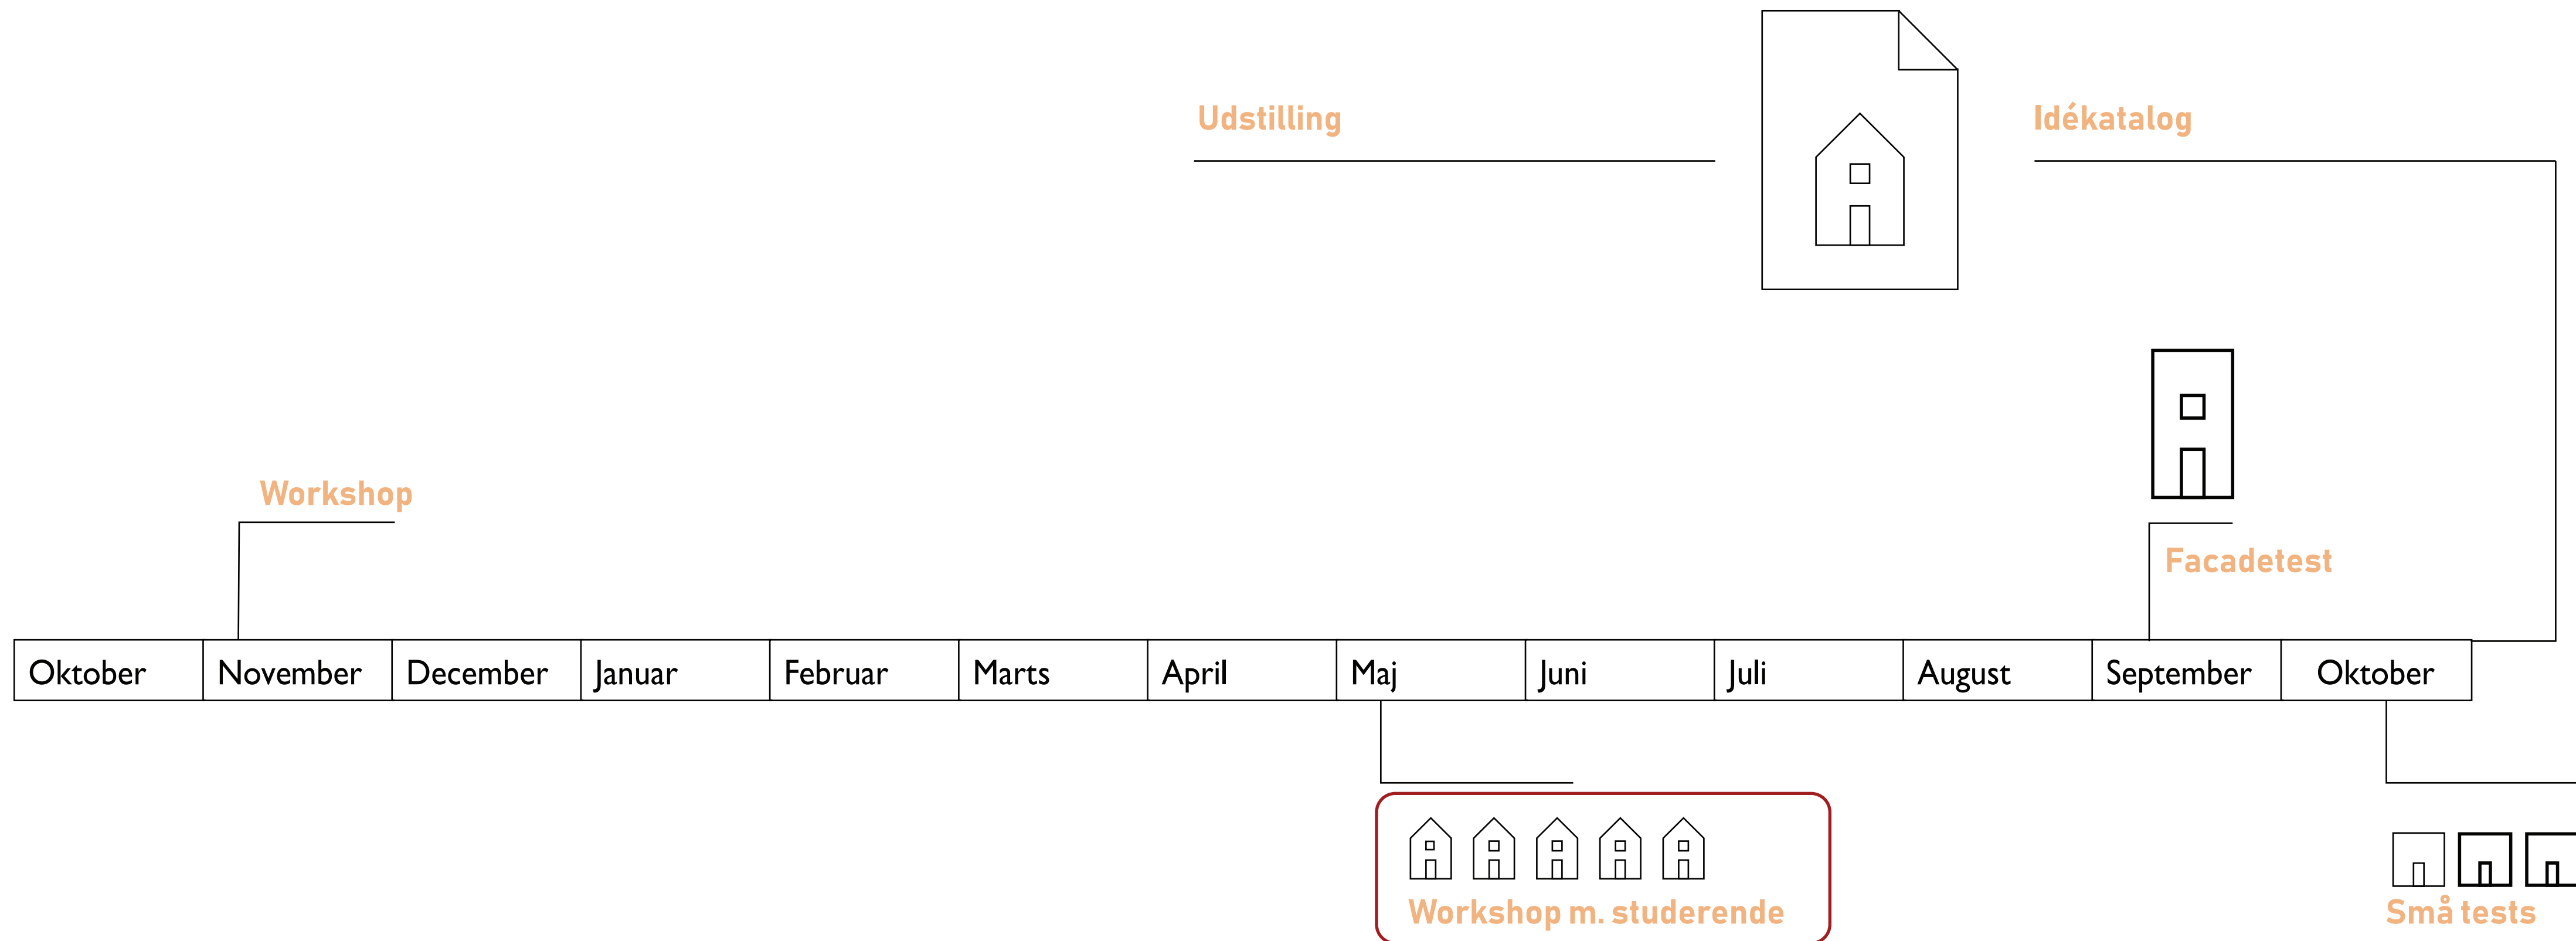 Udstilling
Idékatalog
Workshop
Facadetest
Oktober
November
December
Januar
Februar
Marts
April
Maj
Juni
Juli
August
September
Oktober
Workshop m. studerende
Små tests